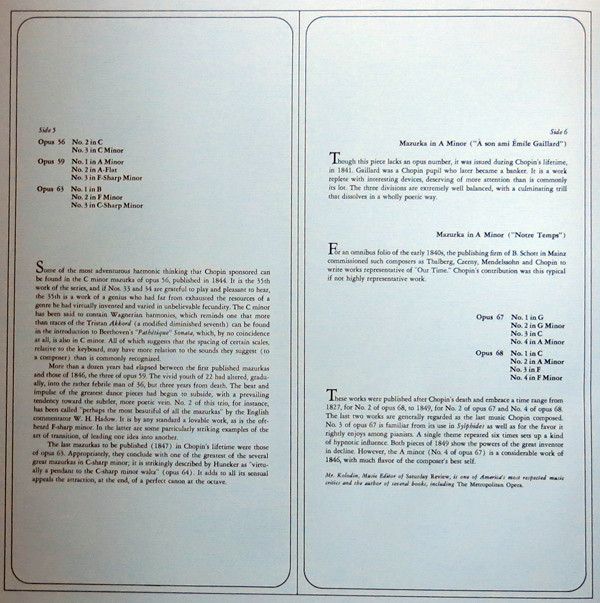 Side 5
Opus 56 No. 2 in C
No. 3 in C Minor
Opus 59 No. 1 in A Minor
No. 2 in A-Flat
No. 3 in F-Sharp Minor
Opus 63 No. 1 in B
No. 2 in F Minor
No. 3 in C-Sharp Minor
Some of the most adventurous harmonic thinking that Chopin sponsored can
be found in the C minor mazurka of opus 56, published in 1844. It is the 35th
work of the series, and if Nos. 33 and 34 are grateful to play and pleasant to hear,
the 35th is a work of a genius who had far from exhausted the resources of a
genre he had virtually invented and varied in unbelievable fecundity. The C minor
has been said to contain Wagnerian harmonies, which reminds one that more
than traces of the Tristan Akkord (a modified diminished seventh) can be found
in the introduction to Beethoven's "Pathétique" Sonata, which, by no coincidence
at all, is also in C minor. All of which suggests that the spacing of certain scales,
relative to the keyboard, may have more relation to the sounds they suggest (to
a composer) than is commonly recognized.
More than a dozen years had elapsed between the first published mazurkas
and those of 1846, the three of opus 59. The vivid youth of 22 had altered, gradu-
ally, into the rather febrile man of 36, but three years from death. The best and
impulse of the greatest dance pieces had begun to subside, with a prevailing
tendency toward the subtler, more poetic vein. No. 2 of this trio, for instance,
has been called "perhaps the most beautiful of all the mazurkas" by the English
commentator W. H. Hadow. It is by any standard a lovable work, as is the oft-
heard F-sharp minor. In the latter are some particularly striking examples of the
art of transition, of leading one idea into another.
The last mazurkas to be published (1847) in Chopin's lifetime were those
of opus 63. Appropriately, they conclude with one of the greatest of the several
great mazurkas in C-sharp minor; it is strikingly described by Huneker as "virtu-
ally a pendant to the C-sharp minor waltz" (opus 64). It adds to all its sensual
appeals the attraction, at the end, of a perfect canon at the octave.
Side 6
Mazurka in A Minor ("À son ami Émile Gaillard")
Though this piece lacks an opus number, it was issued during Chopin's lifetime,
in 1841. Gaillard was a Chopin pupil who later became a banker. It is a work
replete with interesting devices, deserving of more attention than is commonly
its lot. The three divisions are extremely well balanced, with a culminating trill
that dissolves in a wholly poetic way.
Mazurka in A Minor ("Notre Temps")
For an omnibus folio of the early 1840s, the publishing firm of B. Schott in Mainz
commissioned such composers as Thalberg, Czerny, Mendelssohn and Chopin to
write works representative of "Our Time." Chopin's contribution was this typical
if not highly representative work.
Opus 67 No. 1 in G
No. 2 in G Minor
No. 3 in C
No. 4 in A Minor
Opus 68 No. 1 in C
No. 2 in A Minor
No. 3 in F
No. 4 in F Minor
These works were published after Chopin's death and embrace a time range from
1827, for No. 2 of opus 68, to 1849, for No. 2 of opus 67 and No. 4 of opus 68.
The last two works are generally regarded as the last music Chopin composed.
No. 3 of opus 67 is familiar from its use in Sylphides as well as for the favor it
rightly enjoys among pianists. A single theme repeated six times sets up a kind
of hypnotic influence. Both pieces of 1849 show the powers of the great inventor
in decline. However, the A minor (No. 4 of opus 67) is a considerable work of
1846, with much flavor of the composer's best self.
Mr. Kolodin, Music Editor of Saturday Review, is one of America's most respected music
critics and the author of several books, including The Metropolitan Opera.